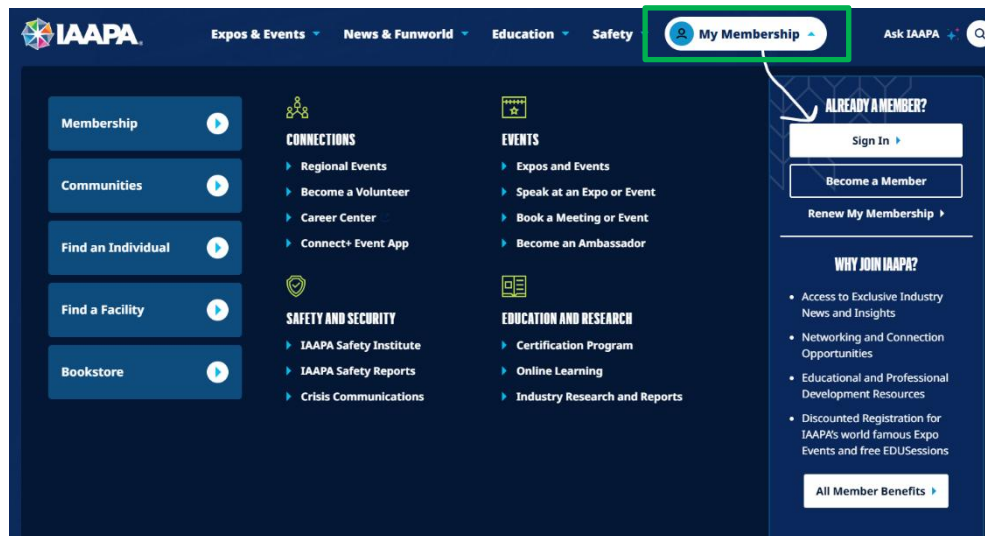 IAAPA
Expos & Events
News & Funworld
Education
Safety
My Membership
Ask IAAPA
Membership
Communities
Find an Individual
Find a Facility
Bookstore
CONNECTIONS
Regional Events
Become a Volunteer
Career Center
Connect+ Event App
SAFETY AND SECURITY
IAAPA Safety Institute
IAAPA Safety Reports
Crisis Communications
EVENTS
Expos and Events
Speak at an Expo or Event
Book a Meeting or Event
Become an Ambassador
EDUCATION AND RESEARCH
Certification Program
Online Learning
Industry Research and Reports
ALREADY A MEMBER?
Sign In
Become a Member
Renew My Membership
WHY JOIN IAAPA?
Access to Exclusive Industry
News and Insights
Networking and Connection
Opportunities
Educational and Professional
Development Resources
Discounted Registration for
IAAPA's world famous Expo
Events and free EDUSessions
All Member Benefits